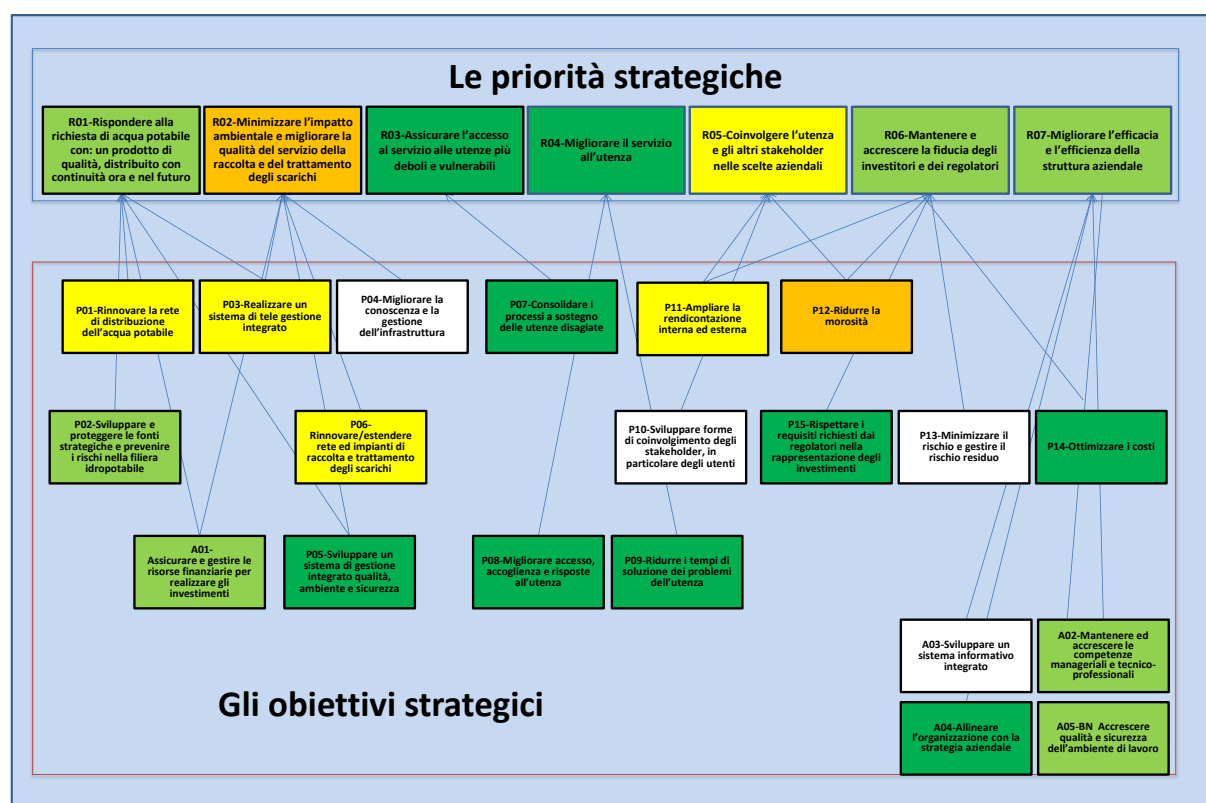 Le priorità strategiche
R01-Rispondere alla
richiesta di acqua potabile
con: un prodotto di
qualità, distribuito con
continuità ora e nel futuro
R02-Minimizzare l’impatto
ambientale e migliorare la
qualità del servizio della
raccolta e del trattamento
degli scarichi
R03-Assicurare l’accesso
al servizio alle utenze più
deboli e vulnerabili
R04-Migliorare il servizio
all’utenza
R05-Coinvolgere l’utenza
e gli altri stakeholder
nelle scelte aziendali
R06-Mantenere e
accrescere la fiducia degli
investitori e dei regolatori
R07-Migliorare l’efficacia
e l’efficienza della
struttura aziendale
P01-Rinnovare la rete
di distribuzione
dell’acqua potabile
P03-Realizzare un
sistema di tele gestione
integrato
P04-Migliorare la
conoscenza e la
gestione
dell’infrastruttura
P07-Consolidare i
processi a sostegno
delle utenze disagiate
P11-Ampliare la
rendicontazione
interna ed esterna
P12-Ridurre la
morosità
P02-Sviluppare e
proteggere le fonti
strategiche e prevenire
i rischi nella filiera
idropotabile
P06-
Rinnovare/estendere
rete ed impianti di
raccolta e trattamento
degli scarichi
P10-Sviluppare forme
di coinvolgimento degli
stakeholder, in
particolare degli utenti
P15-Rispettare i
requisiti richiesti dai
regolatori nella
rappresentazione degli
investimenti
P13-Minimizzare il
rischio e gestire il
rischio residuo
P14-Ottimizzare i costi
A01-
Assicurare e gestire le
risorse finanziarie per
realizzare gli
investimenti
P05-Sviluppare un
sistema di gestione
integrato qualità,
ambiente e sicurezza
P08-Migliorare accesso,
accoglienza e risposte
all’utenza
P09-Ridurre i tempi di
soluzione dei problemi
dell’utenza
A03-Sviluppare un
sistema informativo
integrato
A02-Mantenere ed
accrescere le
competenze
manageriali e tecnico-
professionali
Gli obiettivi strategici
A04-Allineare
l’organizzazione con la
strategia aziendale
A05-BN Accrescere
qualità e sicurezza
dell’ambiente di lavoro